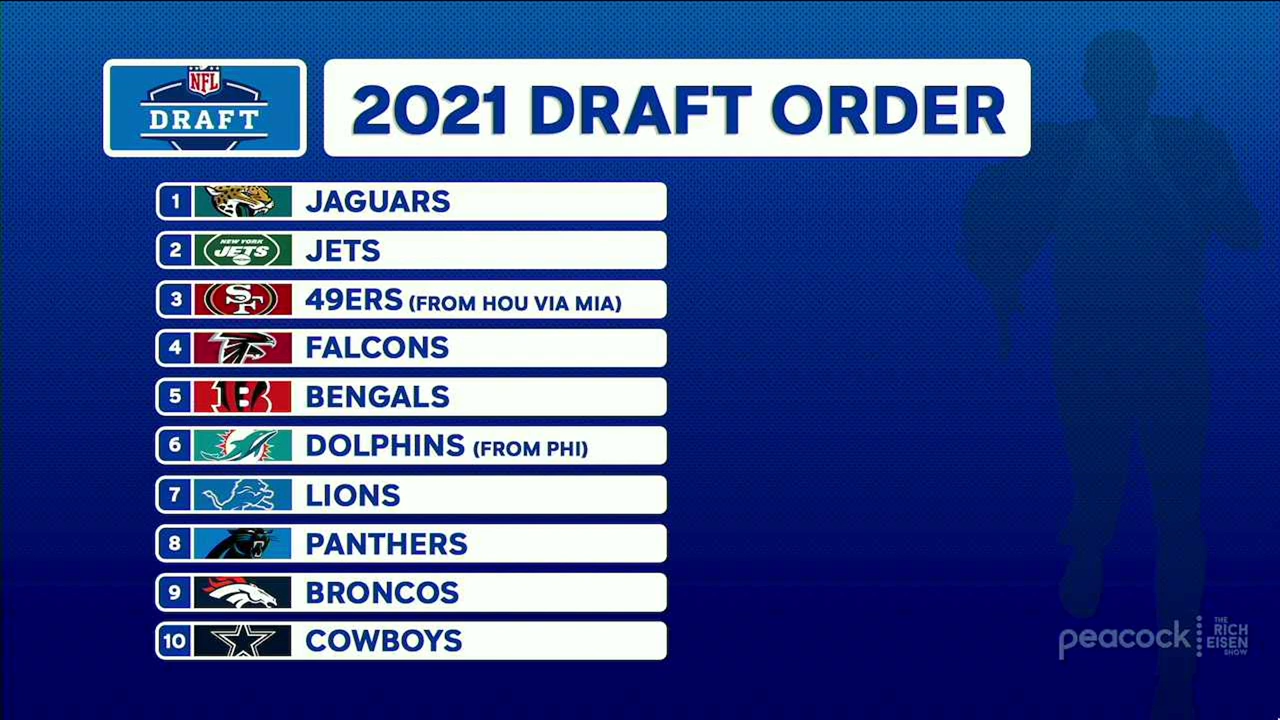 NFL
DRAFT
2021 DRAFT ORDER
1 JAGUARS
2 NEW YORK JETS JETS
3 SF 49ERS (FROM HOU VIA MIA)
4 FALCONS
5 B BENGALS
6 DOLPHINS (FROM PHI)
7 LIONS
8 PANTHERS
9 BRONCOS
10 COWBOYS
peacock
THE
RICH
EISEN
SHOW